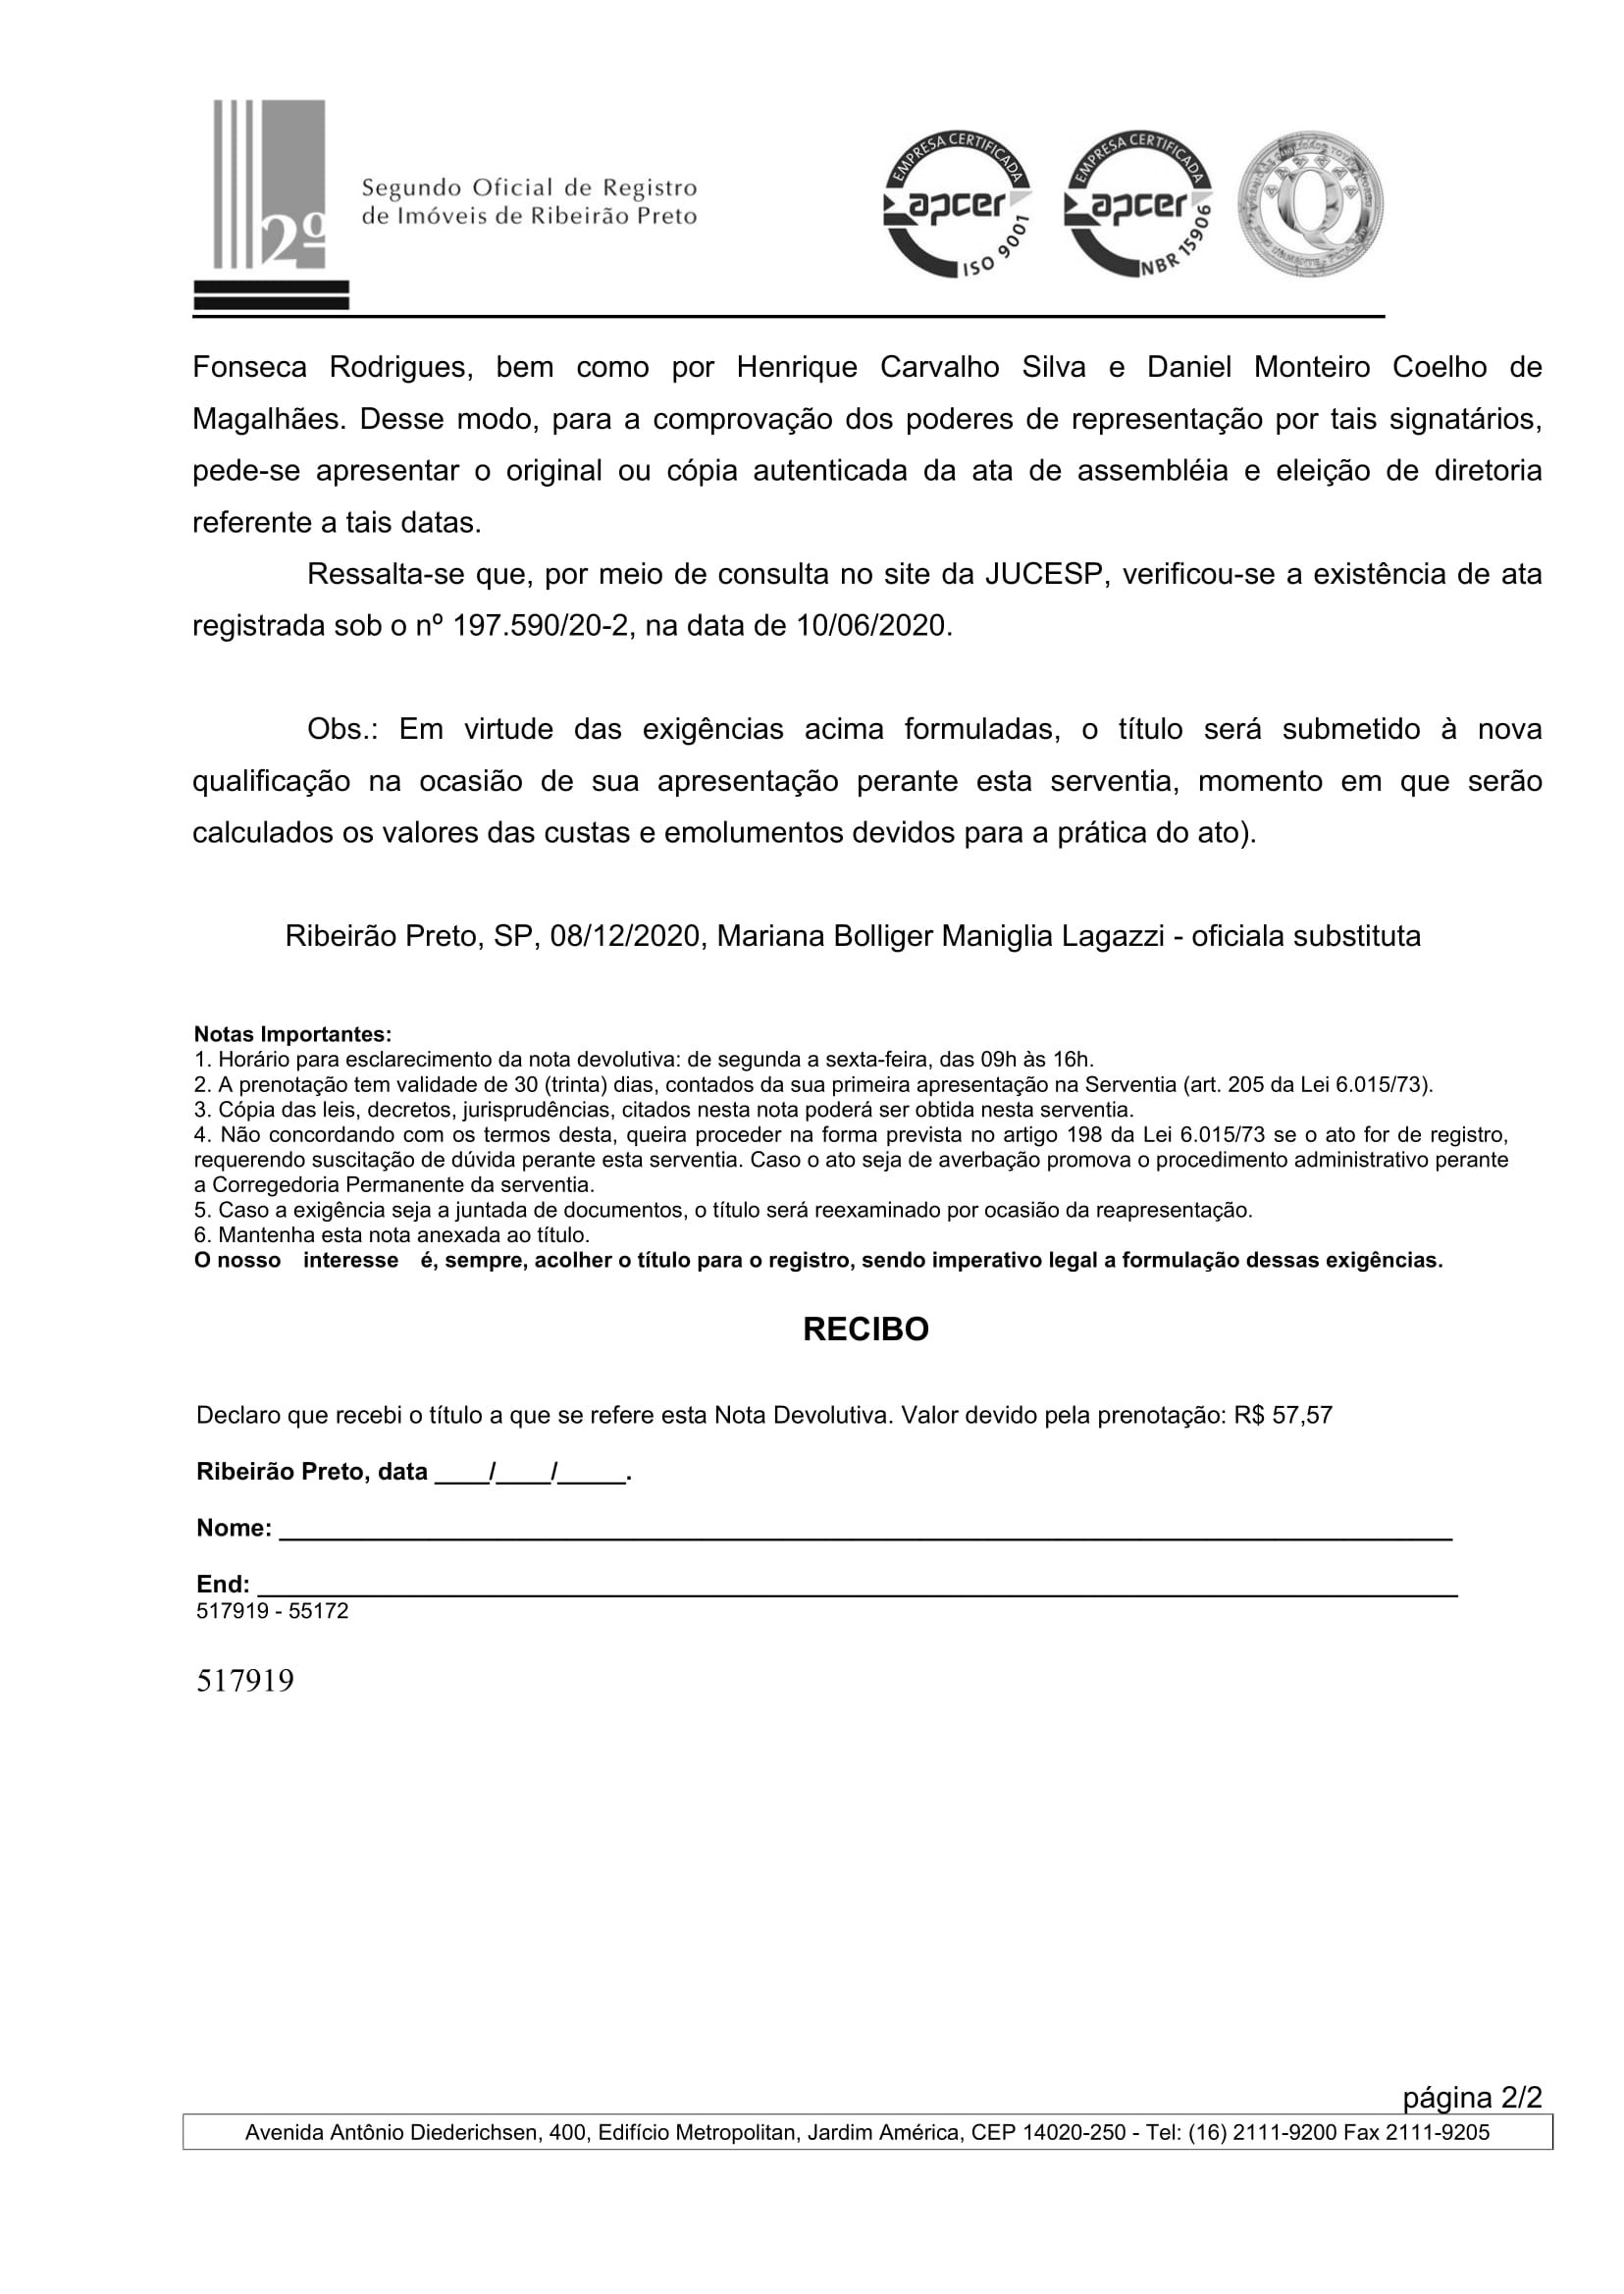 2º
Segundo Oficial de Registro
de Imóveis de Ribeirão Preto
EMPRESA CERTIFICADA
apcer
ISO 9001
EMPRESA CERTIFICADA
apcer
NBR 15906
Q
Fonseca Rodrigues, bem como por Henrique Carvalho Silva e Daniel Monteiro Coelho de
Magalhães. Desse modo, para a comprovação dos poderes de representação por tais signatários,
pede-se apresentar o original ou cópia autenticada da ata de assembléia e eleição de diretoria
referente a tais datas.
Ressalta-se que, por meio de consulta no site da JUCESP, verificou-se a existência de ata
registrada sob o nº 197.590/20-2, na data de 10/06/2020.
Obs.: Em virtude das exigências acima formuladas, o título será submetido à nova
qualificação na ocasião de sua apresentação perante esta serventia, momento em que serão
calculados os valores das custas e emolumentos devidos para a prática do ato).
Ribeirão Preto, SP, 08/12/2020, Mariana Bolliger Maniglia Lagazzi - oficiala substituta
Notas Importantes:
1. Horário para esclarecimento da nota devolutiva: de segunda a sexta-feira, das 09h às 16h.
2. A prenotação tem validade de 30 (trinta) dias, contados da sua primeira apresentação na Serventia (art. 205 da Lei 6.015/73).
3. Cópia das leis, decretos, jurisprudências, citados nesta nota poderá ser obtida nesta serventia.
4. Não concordando com os termos desta, queira proceder na forma prevista no artigo 198 da Lei 6.015/73 se o ato for de registro,
requerendo suscitação de dúvida perante esta serventia. Caso o ato seja de averbação promova o procedimento administrativo perante
a Corregedoria Permanente da serventia.
5. Caso a exigência seja a juntada de documentos, o título será reexaminado por ocasião da reapresentação.
6. Mantenha esta nota anexada ao título.
O nosso interesse é, sempre, acolher o título para o registro, sendo imperativo legal a formulação dessas exigências.
RECIBO
Declaro que recebi o título a que se refere esta Nota Devolutiva. Valor devido pela prenotação: R$ 57,57
Ribeirão Preto, data ____/____/_____.
Nome: ______________________________________________________________________
End: ______________________________________________________________________
517919 - 55172
517919
página 2/2
Avenida Antônio Diederichsen, 400, Edifício Metropolitan, Jardim América, CEP 14020-250 - Tel: (16) 2111-9200 Fax 2111-9205